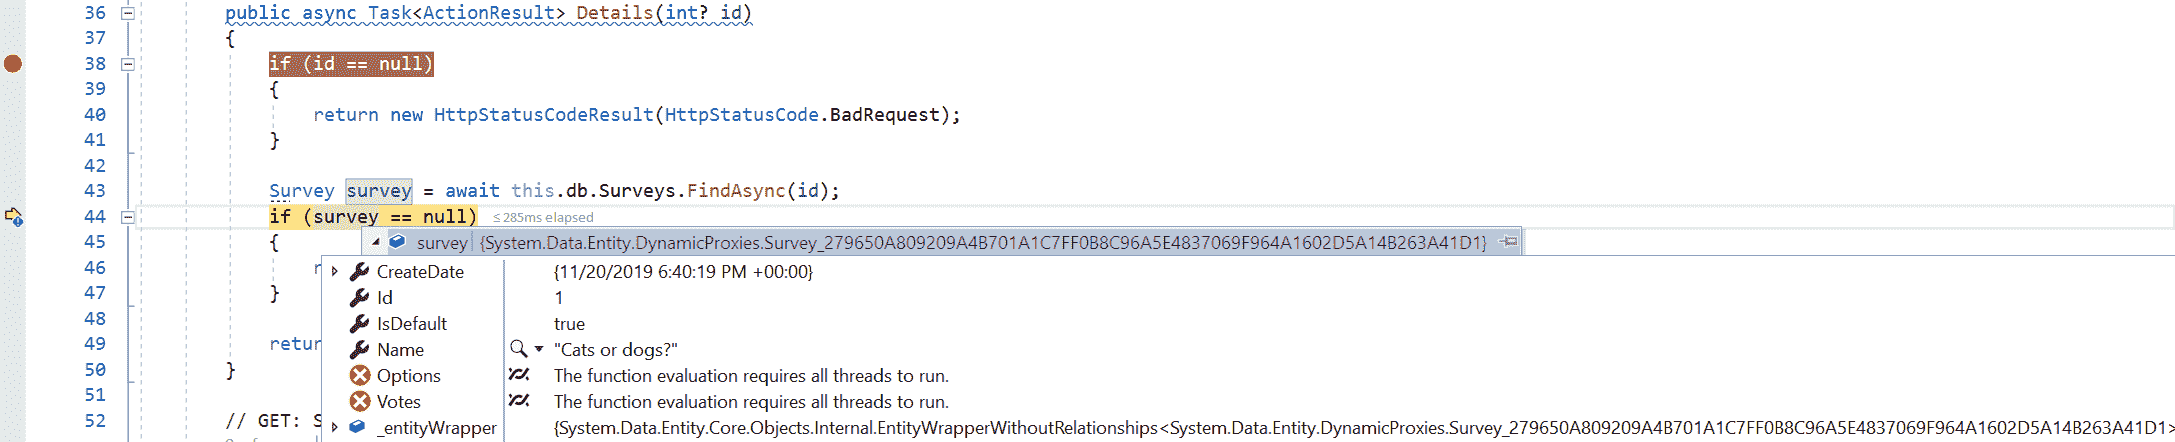 36 public async Task<ActionResult> Details(int? id)
37 {
38 if (id == null)
39 {
40 return new HttpStatusCodeResult(HttpStatusCode.BadRequest);
41 }
42
43 Survey survey = await this.db.Surveys.FindAsync(id);
44 if (survey == null) ≤ 285ms elapsed
45 { survey {System.Data.Entity.DynamicProxies.Survey_279650A809209A4B701A1C7FF0B8C96A5E4837069F964A1602D5A14B263A41D1}
46 r CreateDate {11/20/2019 6:40:19 PM +00:00}
47 } Id 1
48 IsDefault true
49 retur Name "Cats or dogs?"
50 } Options The function evaluation requires all threads to run.
51 Votes The function evaluation requires all threads to run.
52 // GET: S _entityWrapper {System.Data.Entity.Core.Objects.Internal.EntityWrapperWithoutRelationships<System.Data.Entity.DynamicProxies.Survey_279650A809209A4B701A1C7FF0B8C96A5E4837069F964A1602D5A14B263A41D1>